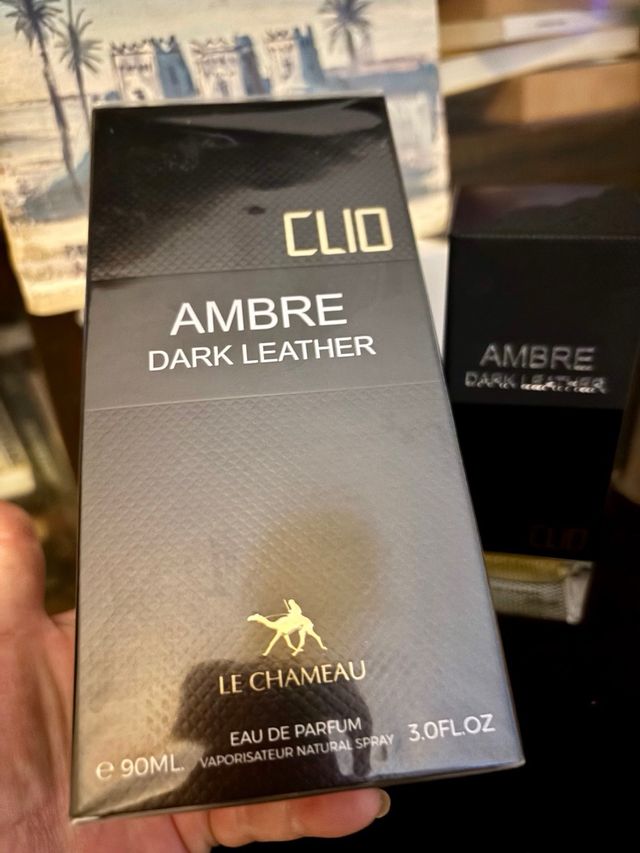 CLIO
AMBRE
DARK LEATHER
LE CHAMEAU
EAU DE PARFUM
VAPORISATEUR NATURAL SPRAY
e 90ML.
3.0FL.OZ
AMBRE
DARK LEATHER
CLIO